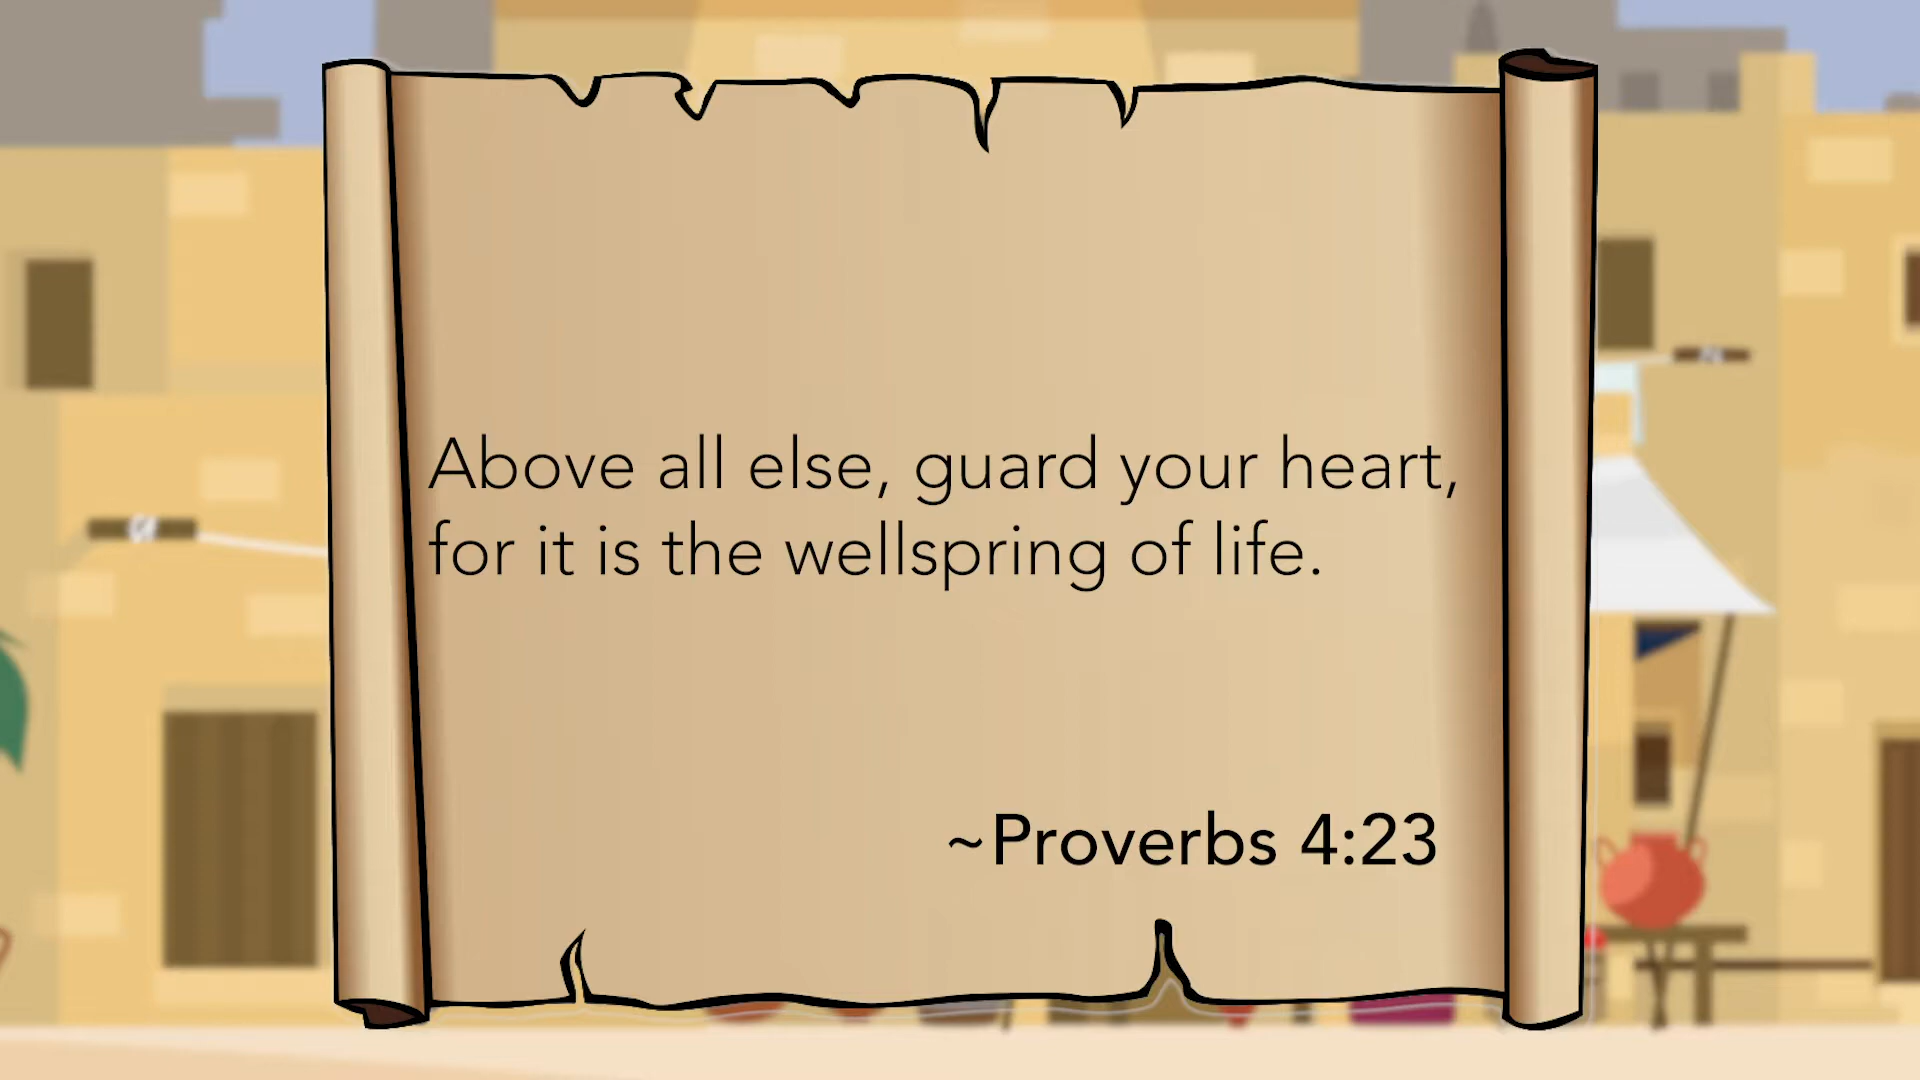 Above all else, guard your heart,
for it is the wellspring of life.
~Proverbs 4:23